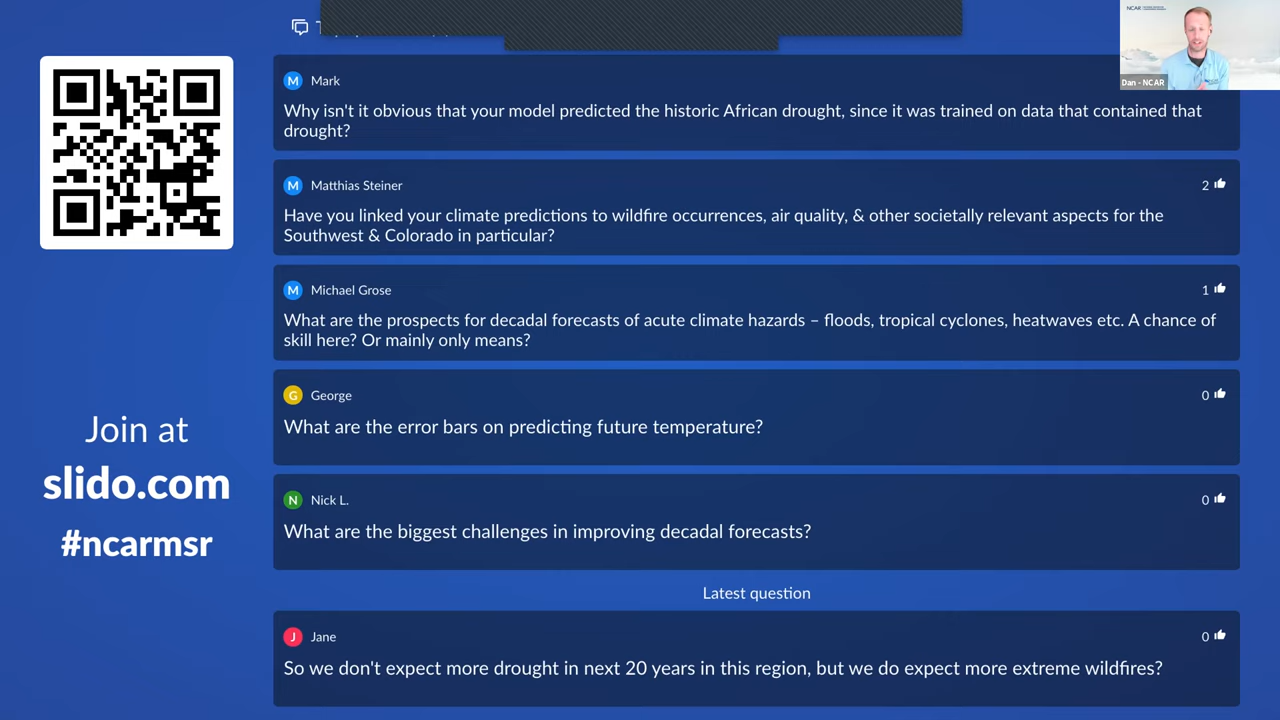 NCAR
Dan - NCAR
M Mark
Why isn't it obvious that your model predicted the historic African drought, since it was trained on data that contained that
drought?
M Matthias Steiner 2
Have you linked your climate predictions to wildfire occurrences, air quality, & other societally relevant aspects for the
Southwest & Colorado in particular?
M Michael Grose 1
What are the prospects for decadal forecasts of acute climate hazards – floods, tropical cyclones, heatwaves etc. A chance of
skill here? Or mainly only means?
G George 0
What are the error bars on predicting future temperature?
N Nick L. 0
What are the biggest challenges in improving decadal forecasts?
Latest question
J Jane 0
So we don't expect more drought in next 20 years in this region, but we do expect more extreme wildfires?
Join at
slido.com
#ncarmsr